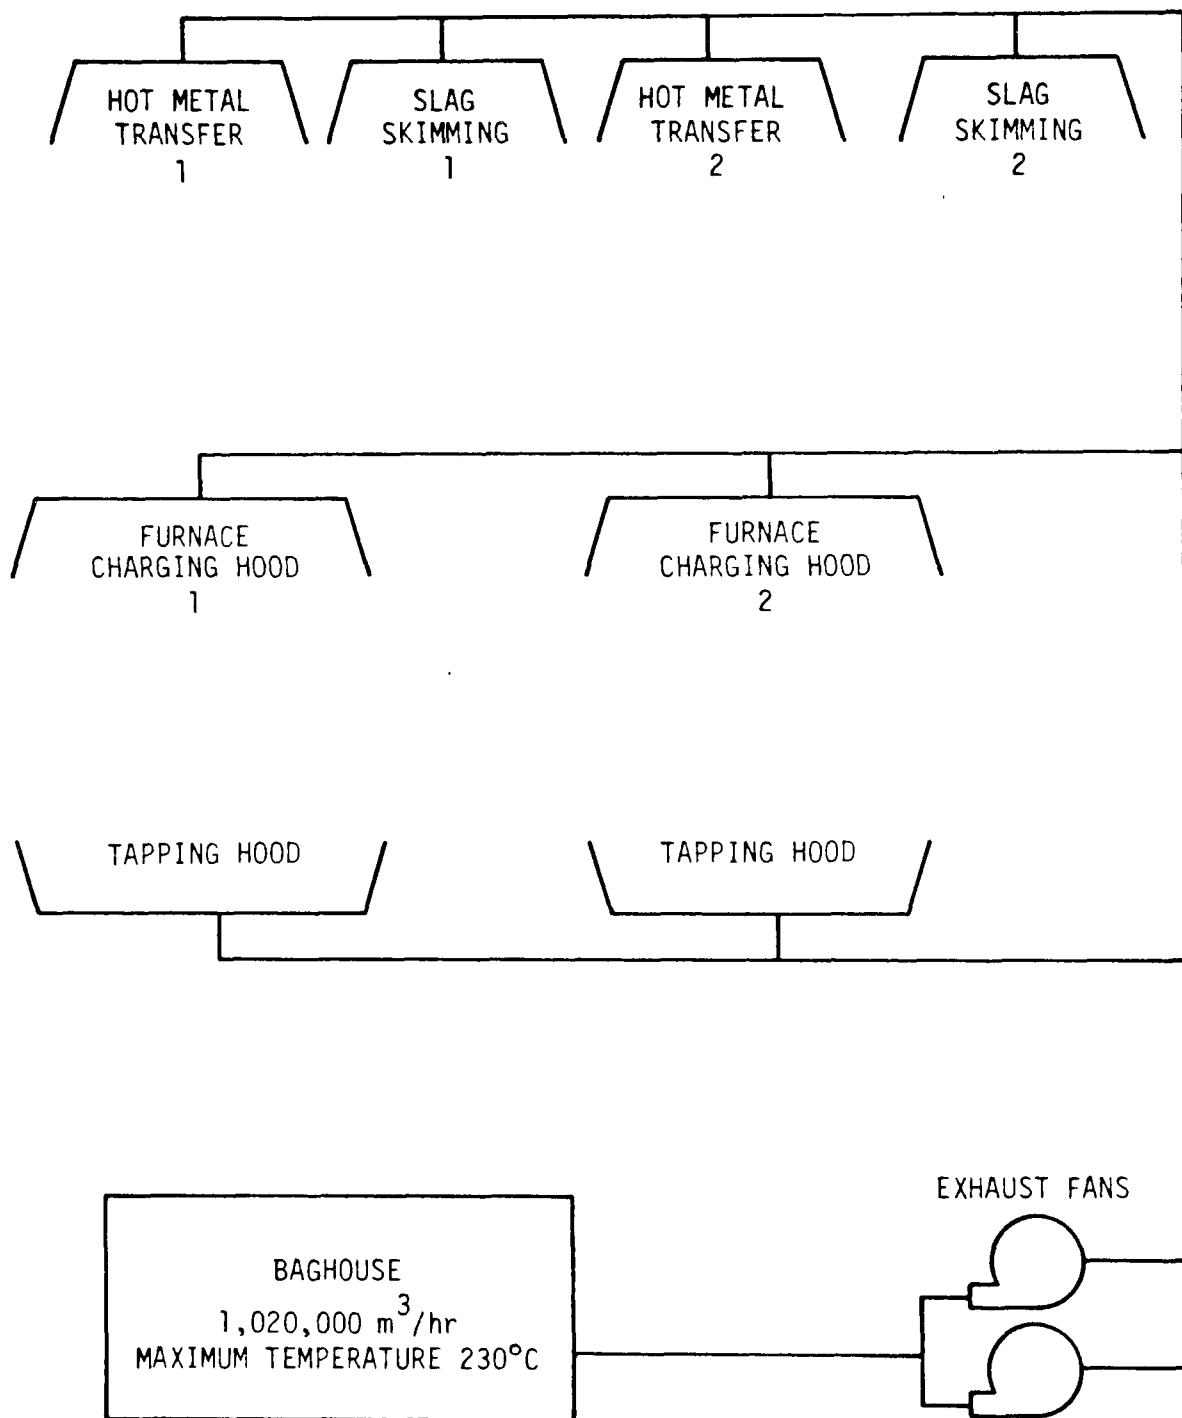 HOT METAL
TRANSFER
1
SLAG
SKIMMING
1
HOT METAL
TRANSFER
2
SLAG
SKIMMING
2
FURNACE
CHARGING HOOD
1
FURNACE
CHARGING HOOD
2
TAPPING HOOD
TAPPING HOOD
EXHAUST FANS
BAGHOUSE
1,020,000 m³/hr
MAXIMUM TEMPERATURE 230°C